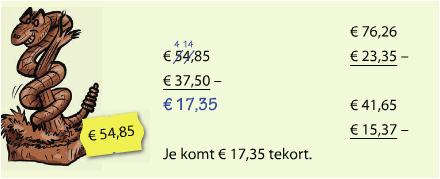 € 54,85
4 14
€ 54,85
€ 37,50 –
€ 17,35
Je komt € 17,35 tekort.
€ 76,26
€ 23,35 –
€ 41,65
€ 15,37 –